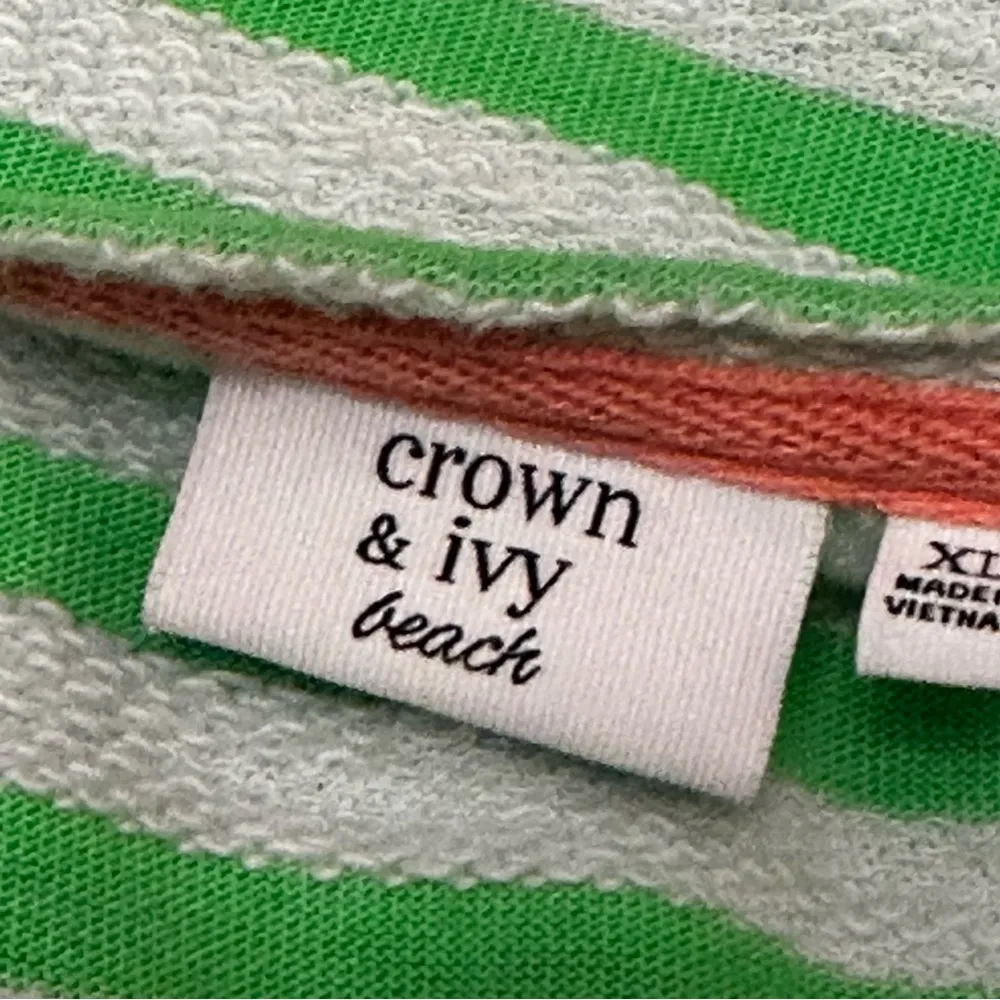 crown
& ivy
beach
XL
MADE
VIETNA